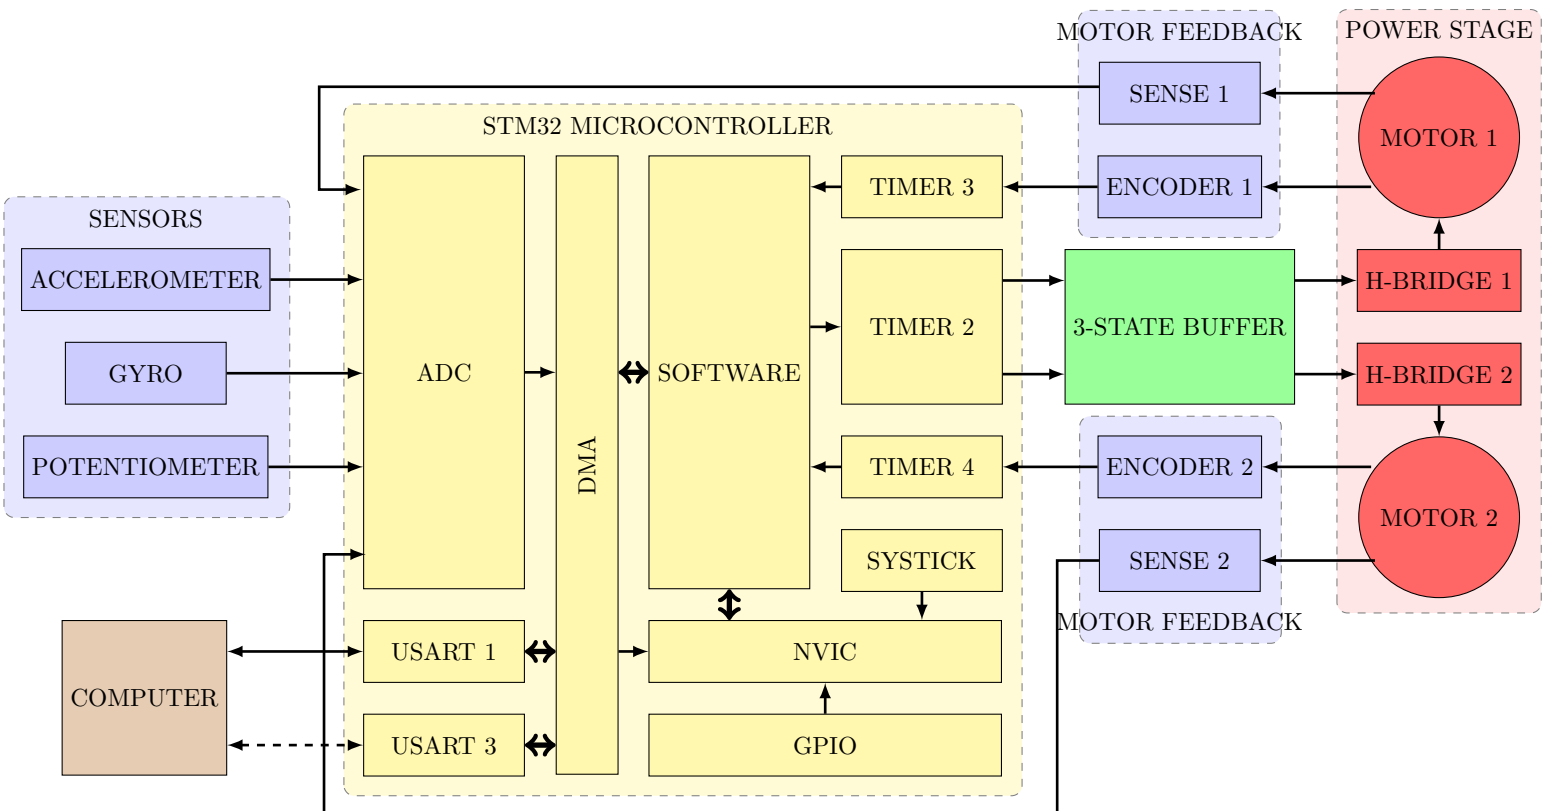 MOTOR FEEDBACK
POWER STAGE
SENSE 1
STM32 MICROCONTROLLER
MOTOR 1
TIMER 3
ENCODER 1
SENSORS
ACCELEROMETER
H-BRIDGE 1
TIMER 2
3-STATE BUFFER
GYRO
ADC
SOFTWARE
H-BRIDGE 2
DMA
POTENTIOMETER
TIMER 4
ENCODER 2
MOTOR 2
SYSTICK
SENSE 2
MOTOR FEEDBACK
USART 1
NVIC
COMPUTER
USART 3
GPIO